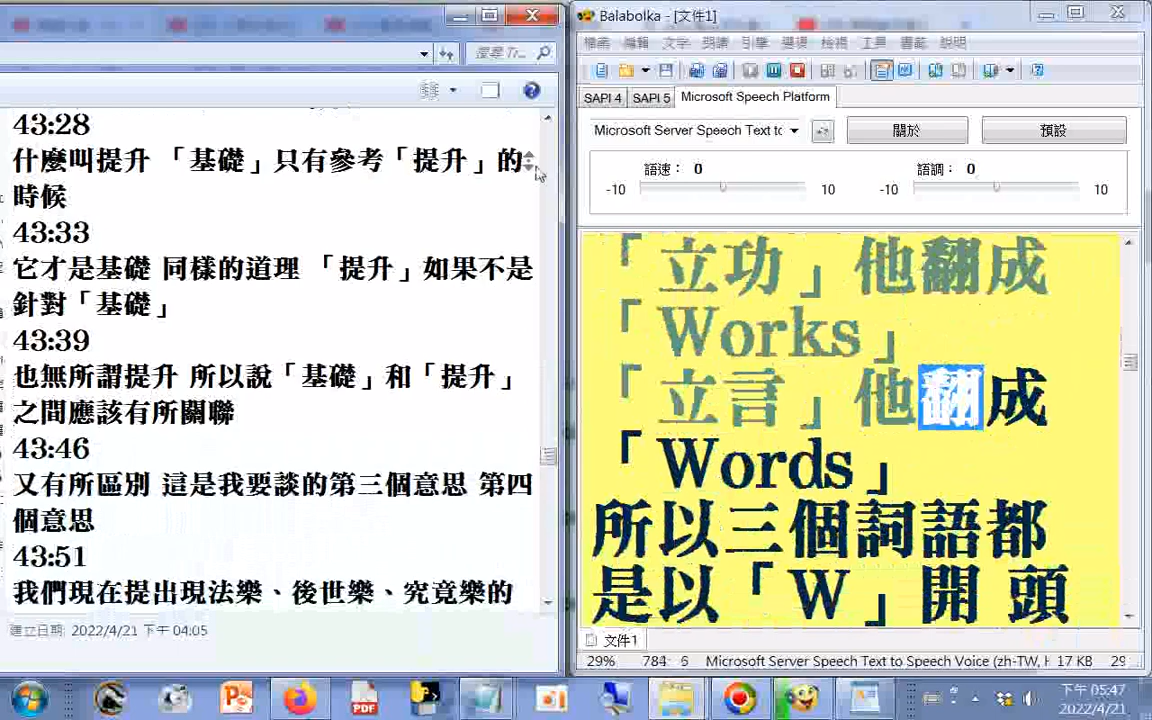 Balabolka - [文件1]
搜尋 Tr...
檔案 編輯 文字 朗讀 引擎 選項 檢視 工具 書籤 說明
SAPI 4 SAPI 5 Microsoft Speech Platform
Microsoft Server Speech Text to
關於 預設
語速： 0
-10 10
語調： 0
-10 10
43:28
什麼叫提升 「基礎」只有參考「提升」的
時候
43:33
它才是基礎 同樣的道理 「提升」如果不是
針對「基礎」
43:39
也無所謂提升 所以說「基礎」和「提升」
之間應該有所關聯
43:46
又有所區別 這是我要談的第三個意思 第四
個意思
43:51
我們現在提出現法樂、後世樂、究竟樂的
建立日期: 2022/4/21 下午 04:05
「立功」他翻成
「Works」
「立言」他翻成
「Words」
所以三個詞語都
是以「W」開 頭
文件1
29% 784 : 6 Microsoft Server Speech Text to Speech Voice (zh-TW, H 17 KB 29
下午 05:47
2022/4/21